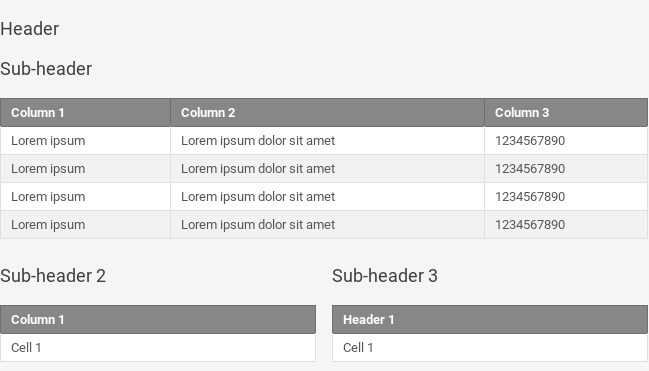 Header
Sub-header
Column 1 Column 2 Column 3
Lorem ipsum Lorem ipsum dolor sit amet 1234567890
Lorem ipsum Lorem ipsum dolor sit amet 1234567890
Lorem ipsum Lorem ipsum dolor sit amet 1234567890
Lorem ipsum Lorem ipsum dolor sit amet 1234567890
Sub-header 2
Column 1
Cell 1
Sub-header 3
Header 1
Cell 1